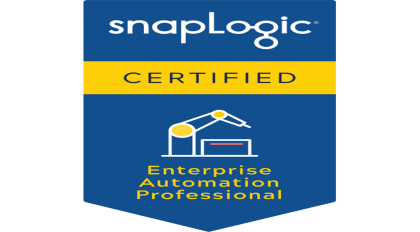 snapLogic®
CERTIFIED
Enterprise
Automation
Professional